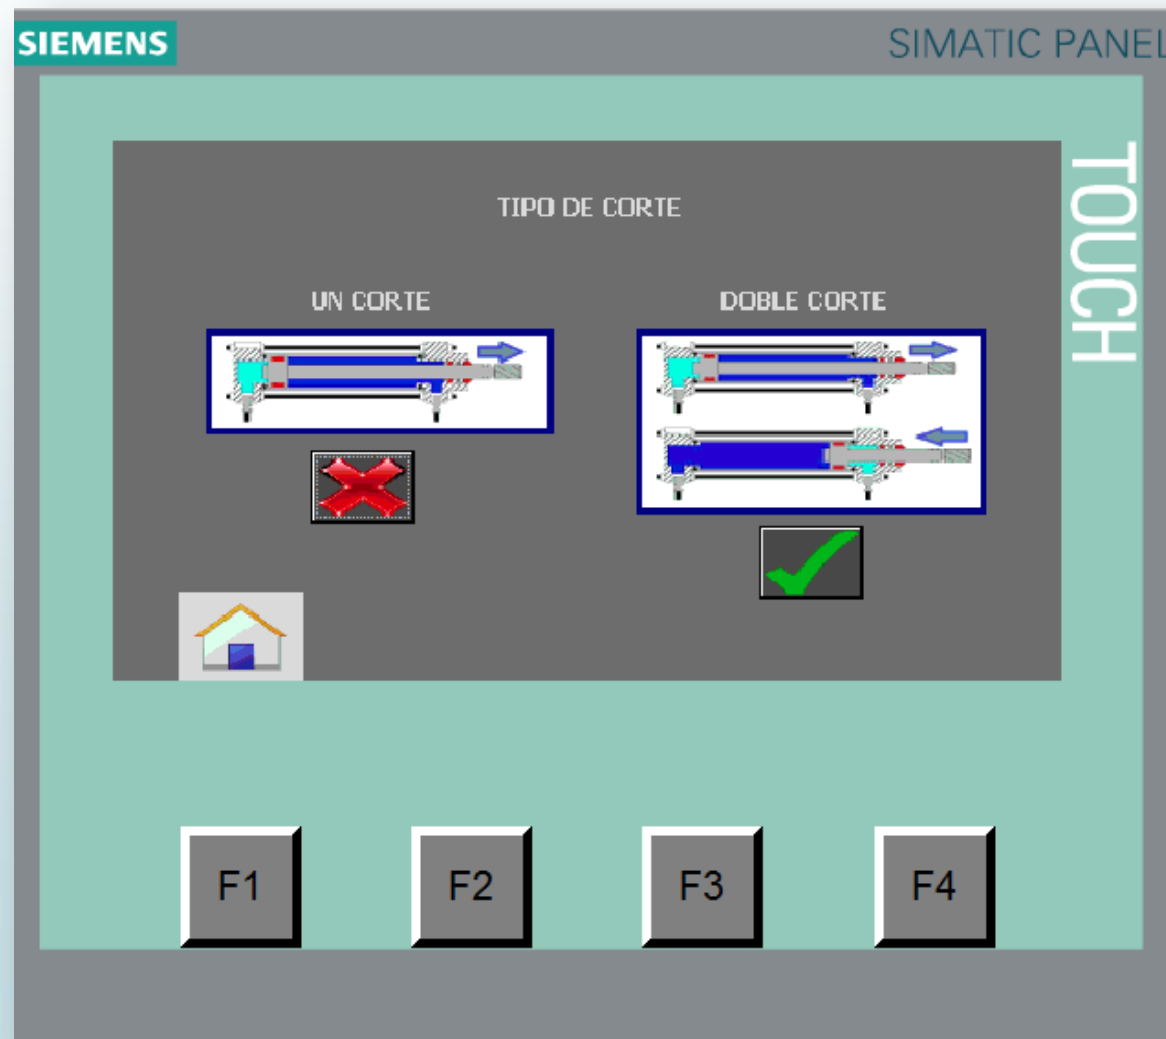 SIEMENS
SIMATIC PANEL
TOUCH
TIPO DE CORTE
UN CORTE
DOBLE CORTE
F1
F2
F3
F4